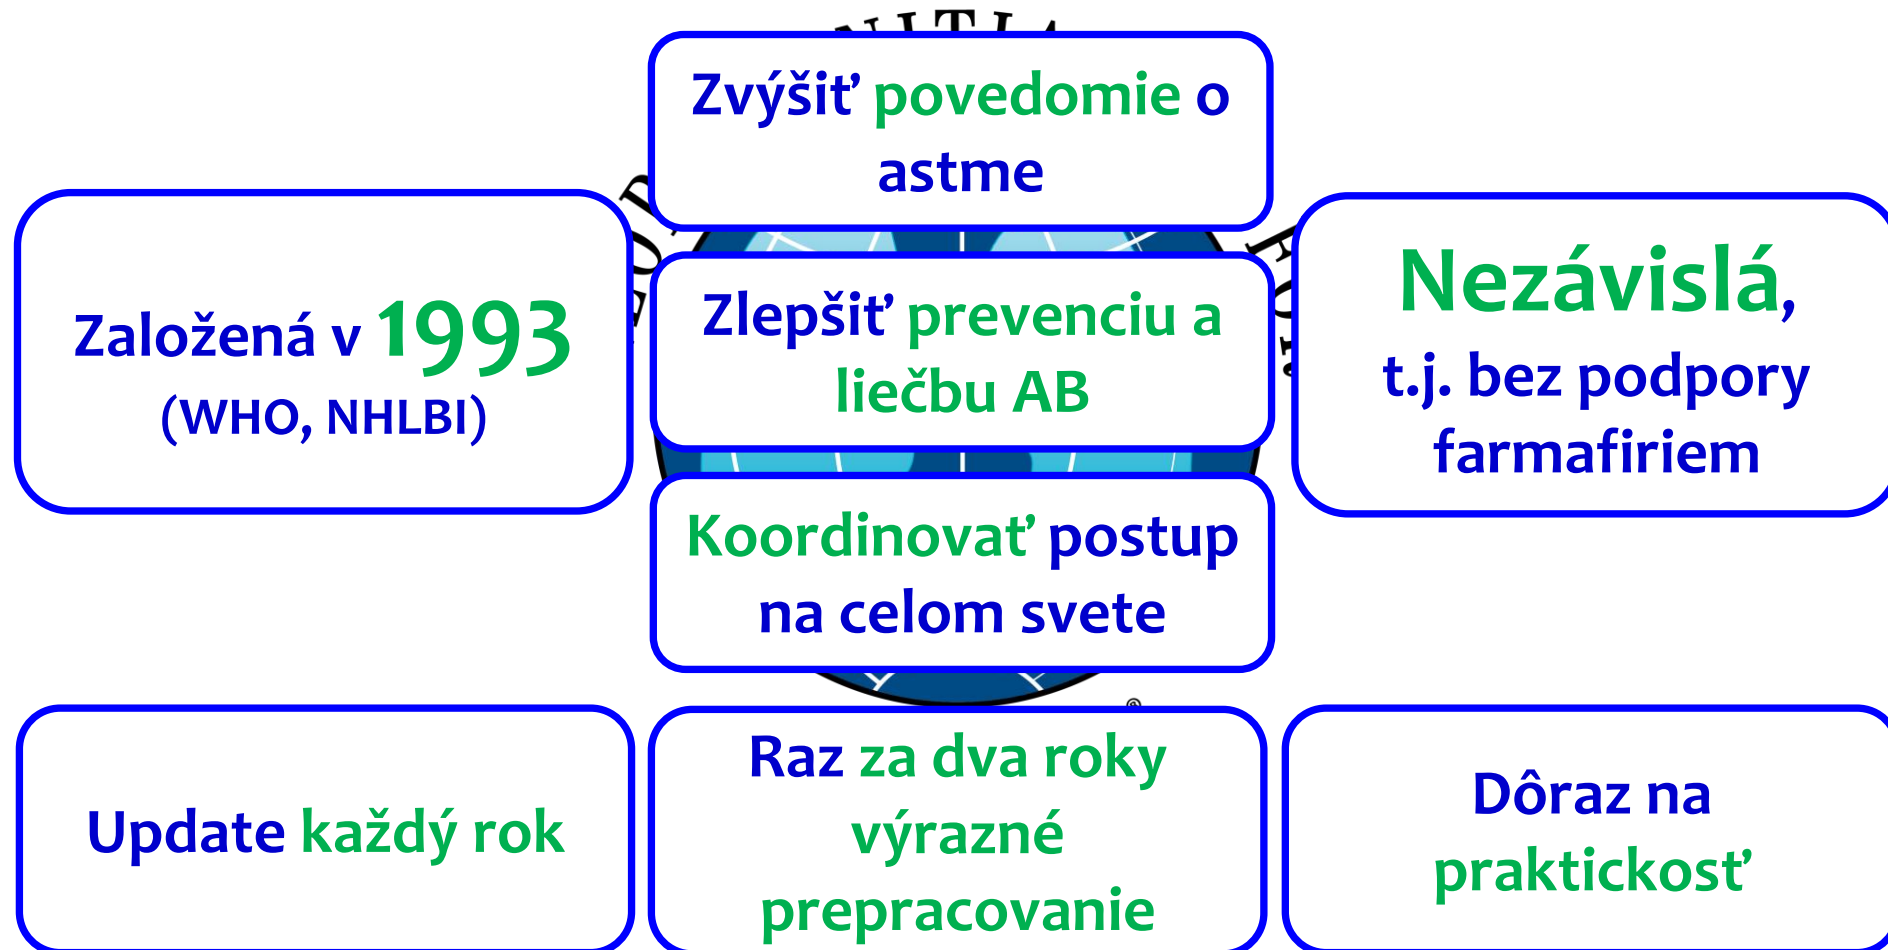 Zvýšiť povedomie o
astme
Založená v 1993
(WHO, NHLBI)
Zlepšiť prevenciu a
liečbu AB
Nezávislá,
t.j. bez podpory
farmafiriem
Koordinovať postup
na celom svete
Update každý rok
Raz za dva roky
výrazné
prepracovanie
Dôraz na
praktickosť